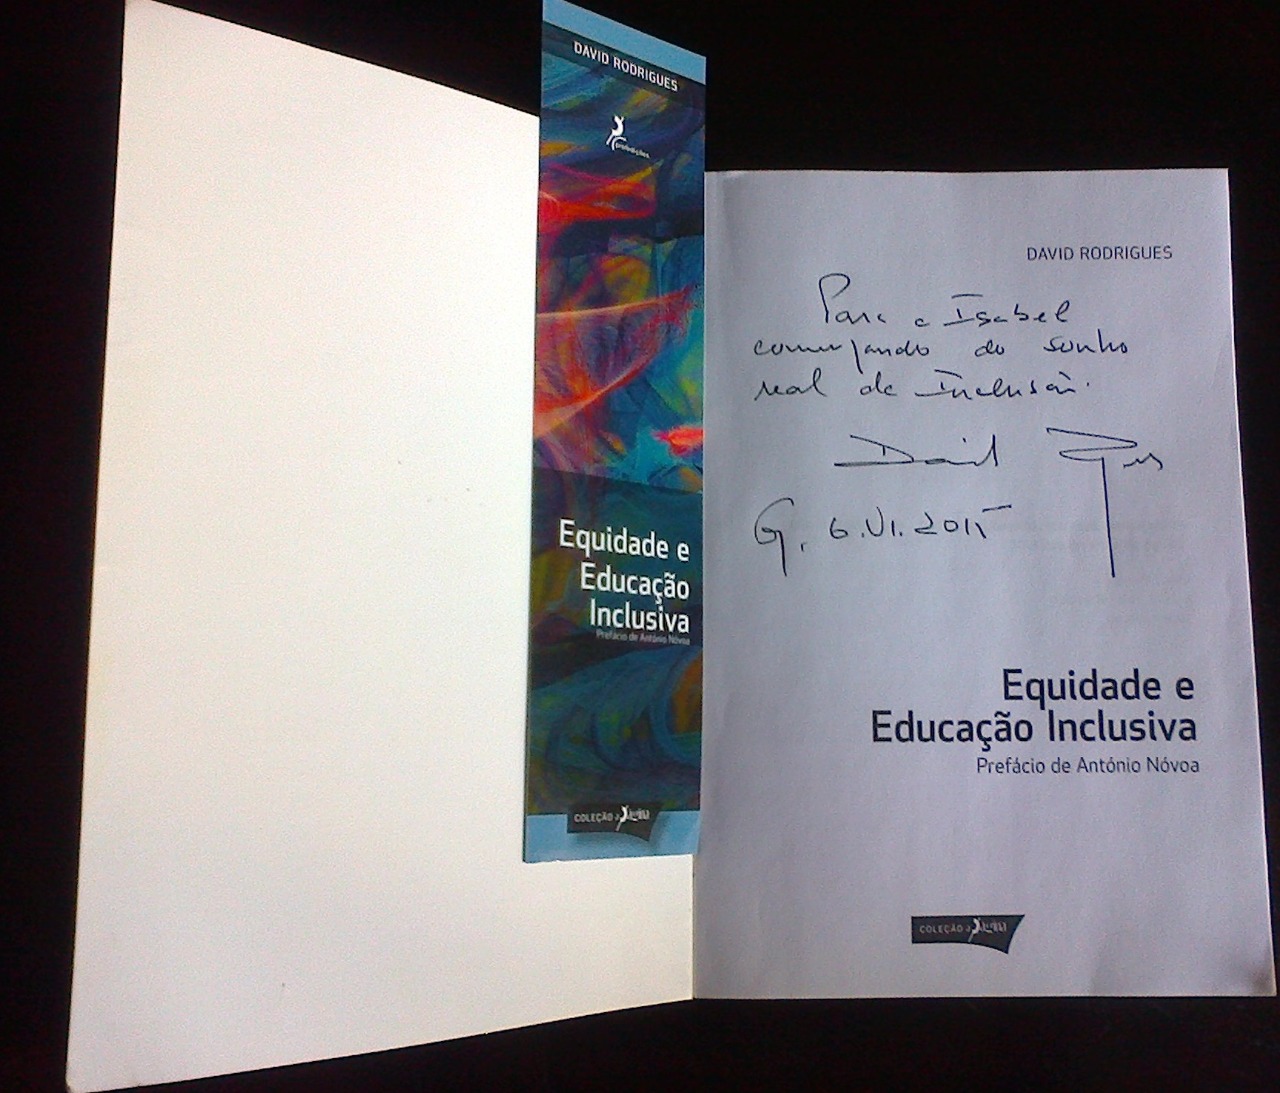 DAVID RODRIGUES
Equidade e
Educação
Inclusiva
Prefácio de António Nóvoa
COLEÇÃO a
DAVID RODRIGUES
Para a Isabel
comungando do sonho
real da Inclusão.
David
G, 6.VI.2015
Equidade e
Educação Inclusiva
Prefácio de António Nóvoa
COLEÇÃO a